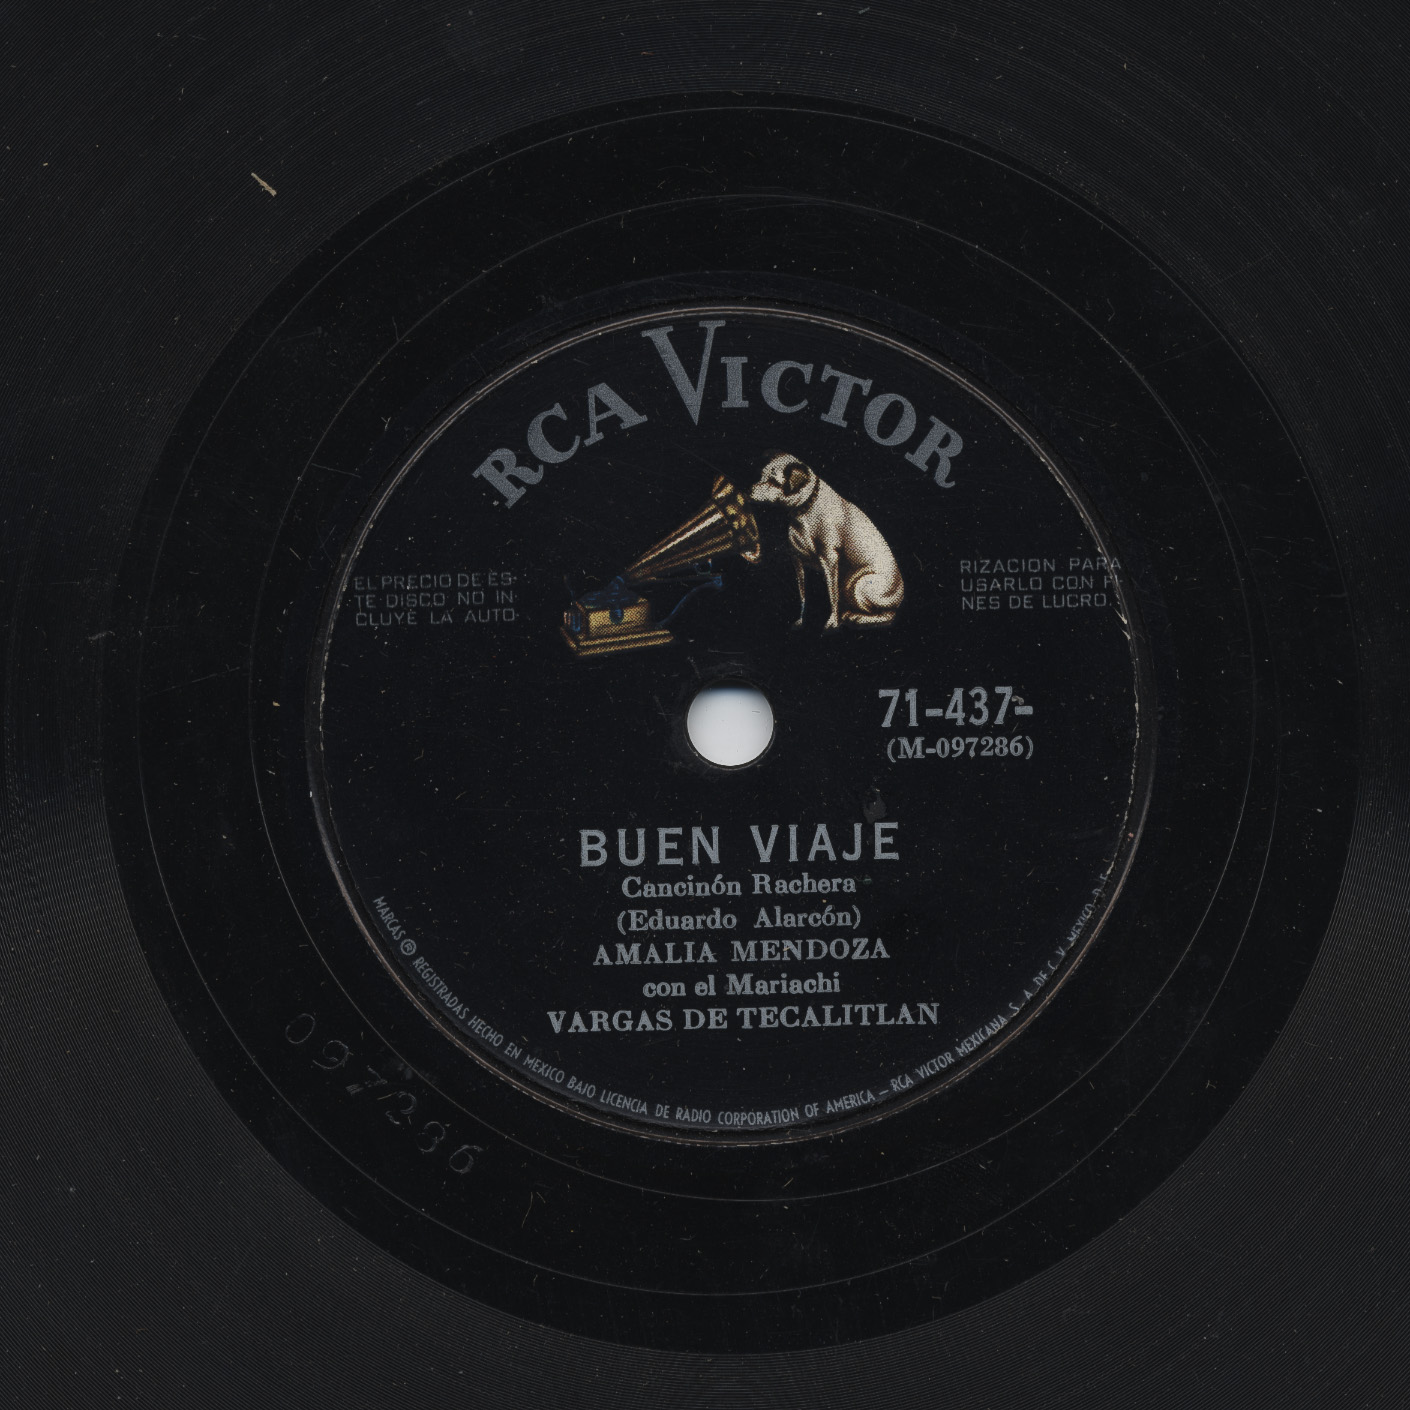 RCA VICTOR
EL PRECIO DE ES-
TE DISCO NO IN-
CLUYE LA AUTO-
RIZACION PARA
USARLO CON FI-
NES DE LUCRO.
71-437-
(M-097286)
BUEN VIAJE
Cancinón Rachera
(Eduardo Alarcón)
AMALIA MENDOZA
con el Mariachi
VARGAS DE TECALITLAN
MARCAS ® REGISTRADAS HECHO EN MEXICO BAJO LICENCIA DE RADIO CORPORATION OF AMERICA — RCA VICTOR MEXICANA S. A. DE C. V. MEXICO. D. F.
097286